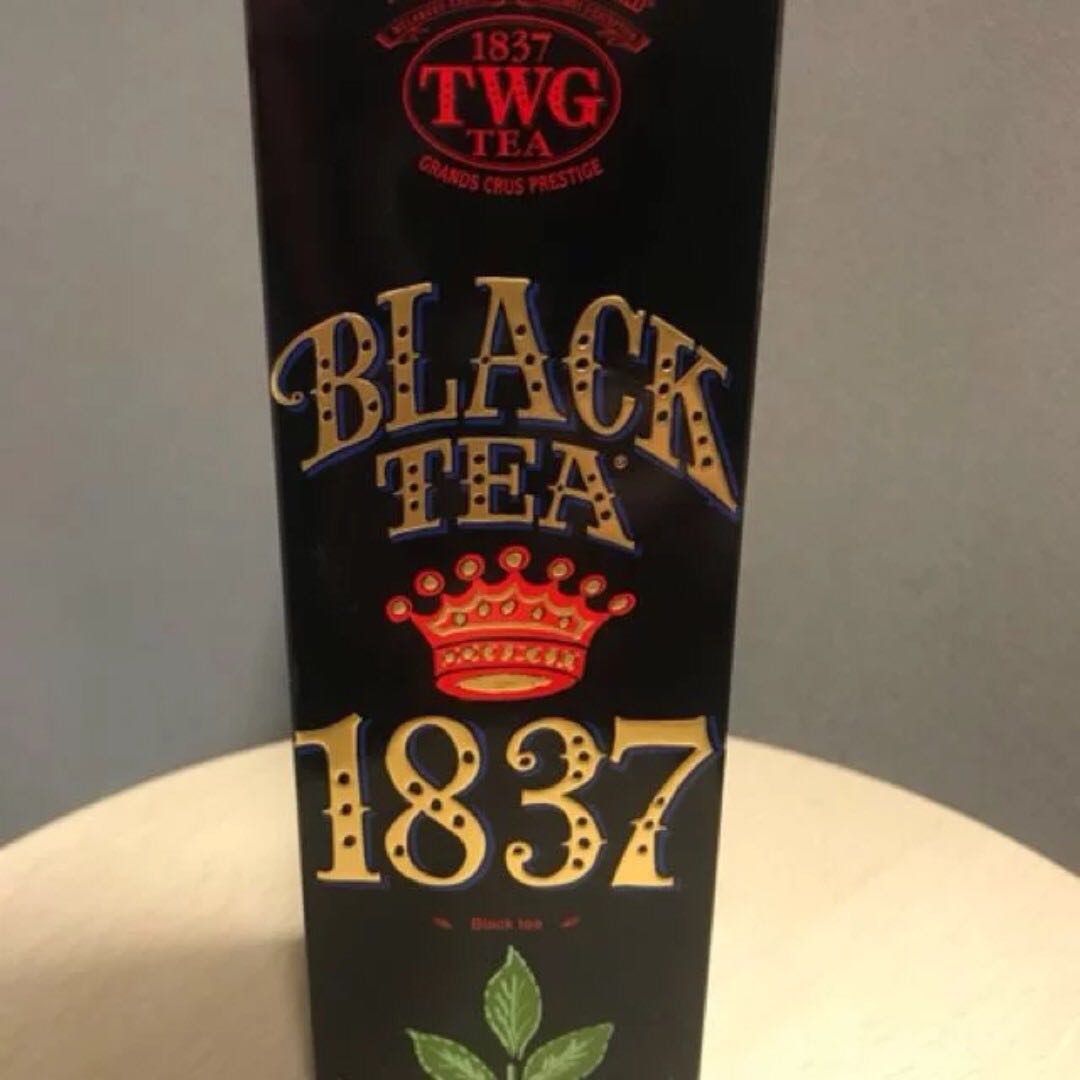 1837
TWG
TEA
GRANDS CRUS PRESTIGE
BLACK
TEA
1837
Black tea